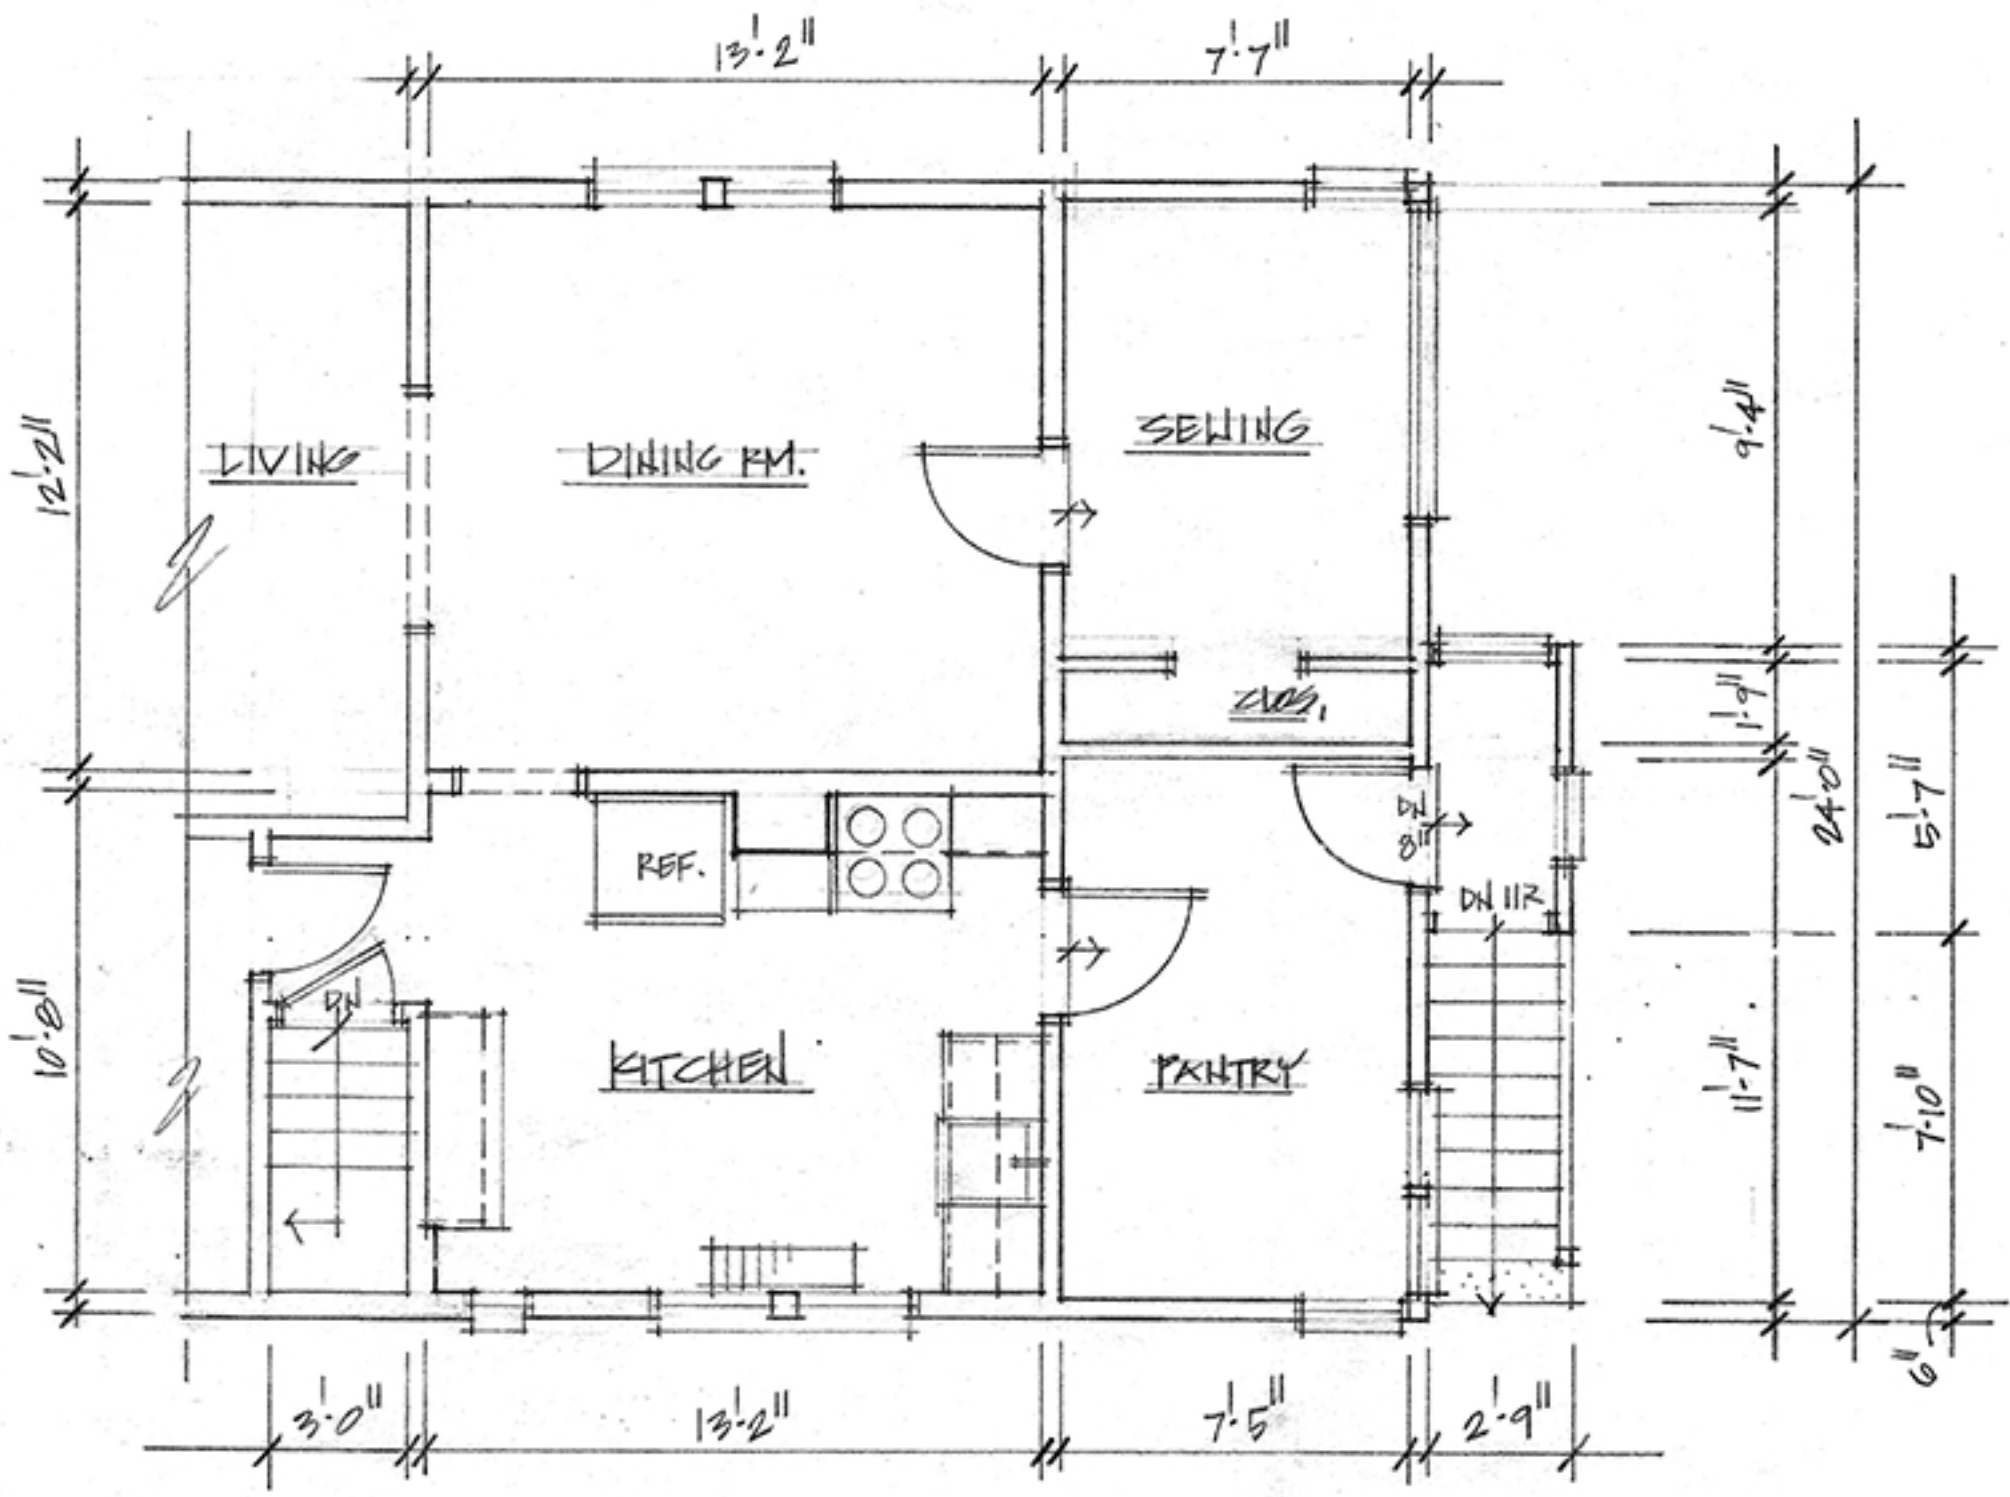 13'-2"
7'-7"
12'-2"
LIVING
DINING RM.
SEWING
9'-4"
CLOS.
1'-9"
24'-0"
5'-7"
DN
8"
REF.
DN 11R
10'-8"
DN
KITCHEN
PANTRY
11'-7"
7'-10"
6"
3'-0"
13'-2"
7'-5"
2'-9"